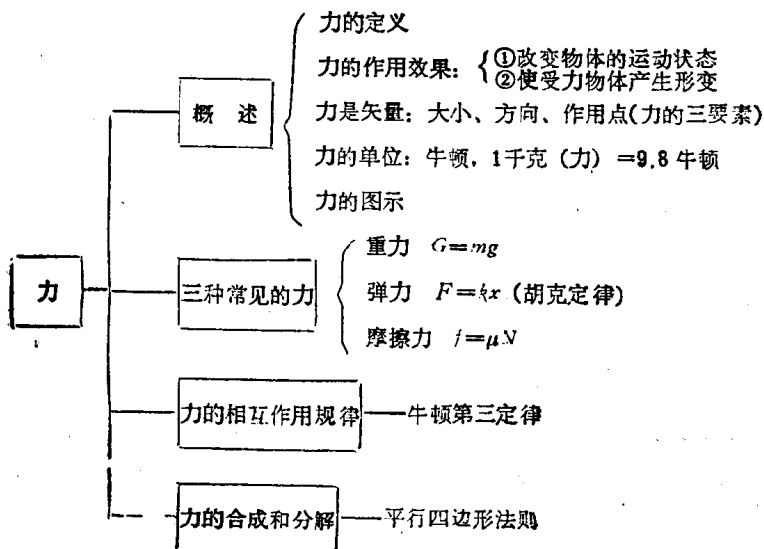 力的定义
力的作用效果：①改变物体的运动状态
②使受力物体产生形变
概 述
力是矢量：大小、方向、作用点(力的三要素)
力的单位：牛顿，1千克（力）＝9.8牛顿
力的图示
力
三种常见的力
重力 G＝mg
弹力 F＝kx（胡克定律）
摩擦力 f＝μN
力的相互作用规律
牛顿第三定律
力的合成和分解
平行四边形法则